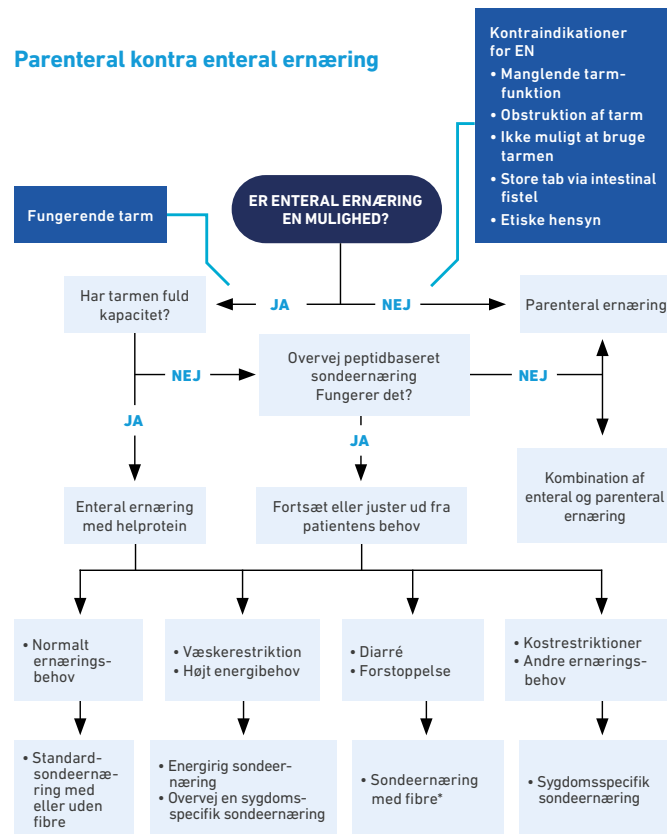 Parenteral kontra enteral ernæring
Kontraindikationer
for EN
• Manglende tarm-
funktion
• Obstruktion af tarm
• Ikke muligt at bruge
tarmen
• Store tab via intestinal
fistel
• Etiske hensyn
Fungerende tarm
ER ENTERAL ERNÆRING
EN MULIGHED?
Har tarmen fuld
kapacitet?
JA
NEJ
Parenteral ernæring
NEJ
Overvej peptidbaseret
sondeernæring
Fungerer det?
NEJ
JA
JA
Kombination af
enteral og parenteral
ernæring
Enteral ernæring
med helprotein
Fortsæt eller juster ud fra
patientens behov
• Normalt
ernærings-
behov
• Væskerestriktion
• Højt energibehov
• Diarré
• Forstoppelse
• Kostrestriktioner
• Andre ernærings-
behov
• Standard-
sondeernæ-
ring med
eller uden
fibre
• Energirig sondeer-
næring
• Overvej en sygdoms-
specifik sondeernæring
• Sondeernæring
med fibre*
• Sygdomsspecifik
sondeernæring